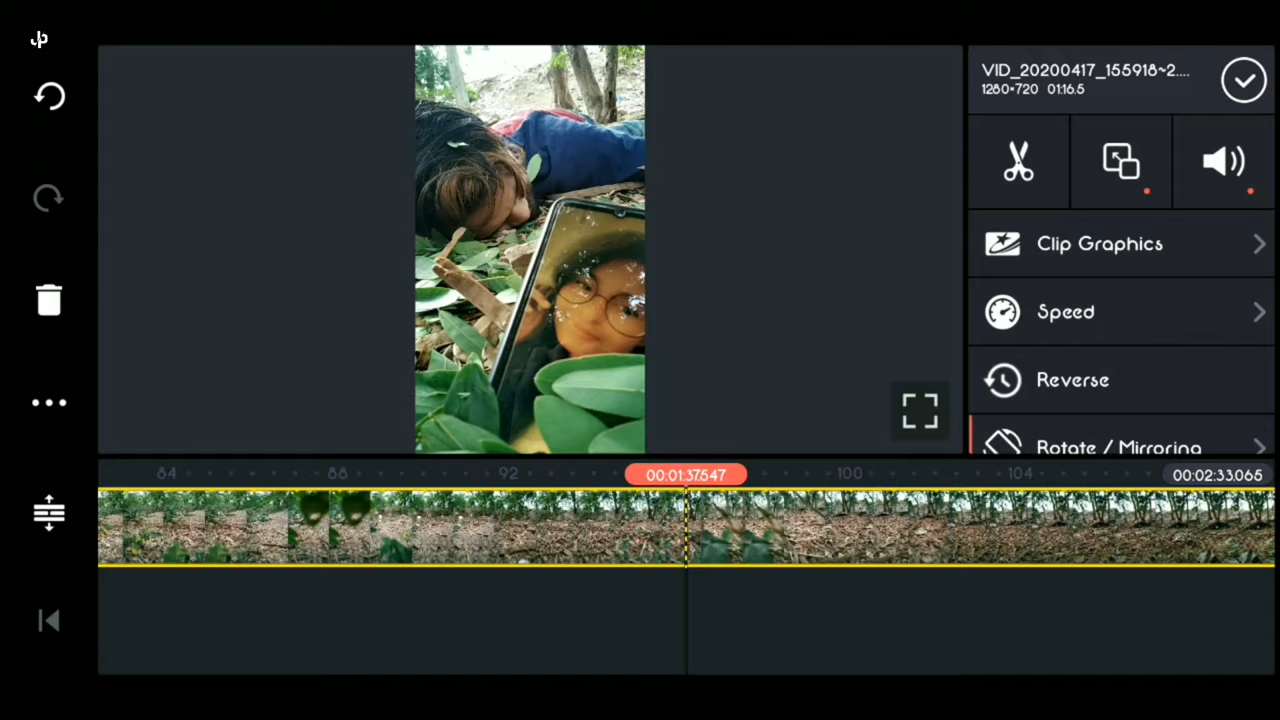 VID_20200417_155918~2....
1280×720 01:16.5
Clip Graphics
Speed
Reverse
Rotate / Mirroring
84 88 92 00:01:37.547 100 104 00:02:33.065